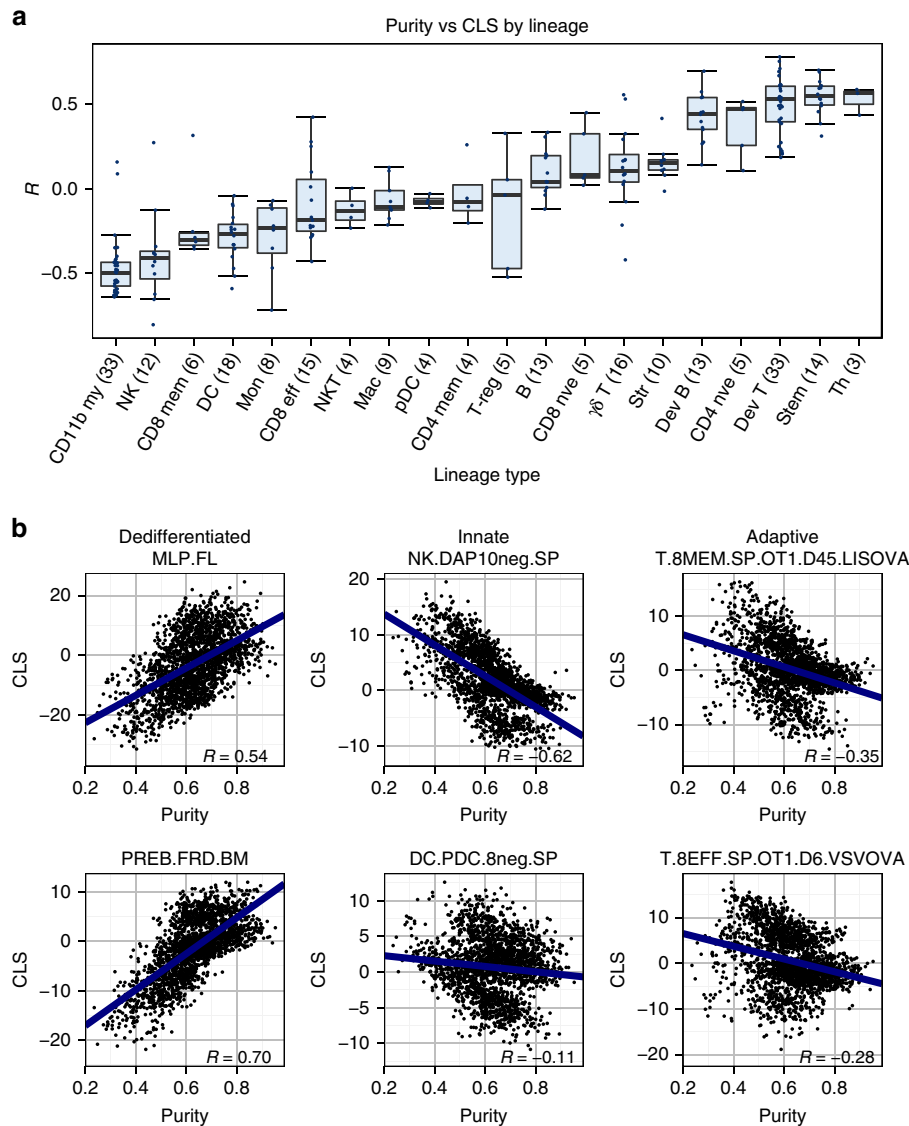 a
Purity vs CLS by lineage
R
0.5
0.0
−0.5
CD11b my (33)
NK (12)
CD8 mem (6)
DC (18)
Mon (8)
CD8 eff (15)
NKT (4)
Mac (9)
pDC (4)
CD4 mem (4)
T-reg (5)
B (13)
CD8 nve (5)
γδ T (16)
Str (10)
Dev B (13)
CD4 nve (5)
Dev T (33)
Stem (14)
Th (3)
Lineage type
b
Dedifferentiated
MLP.FL
CLS
20
0
−20
R = 0.54
0.2 0.4 0.6 0.8
Purity
Innate
NK.DAP10neg.SP
CLS
20
10
0
−10
R = −0.62
0.2 0.4 0.6 0.8
Purity
Adaptive
T.8MEM.SP.OT1.D45.LISOVA
CLS
10
0
−10
R = −0.35
0.2 0.4 0.6 0.8
Purity
PREB.FRD.BM
CLS
10
0
−10
−20
R = 0.70
0.2 0.4 0.6 0.8
Purity
DC.PDC.8neg.SP
CLS
10
5
0
−5
−10
R = −0.11
0.2 0.4 0.6 0.8
Purity
T.8EFF.SP.OT1.D6.VSVOVA
CLS
10
0
−10
−20
R = −0.28
0.2 0.4 0.6 0.8
Purity